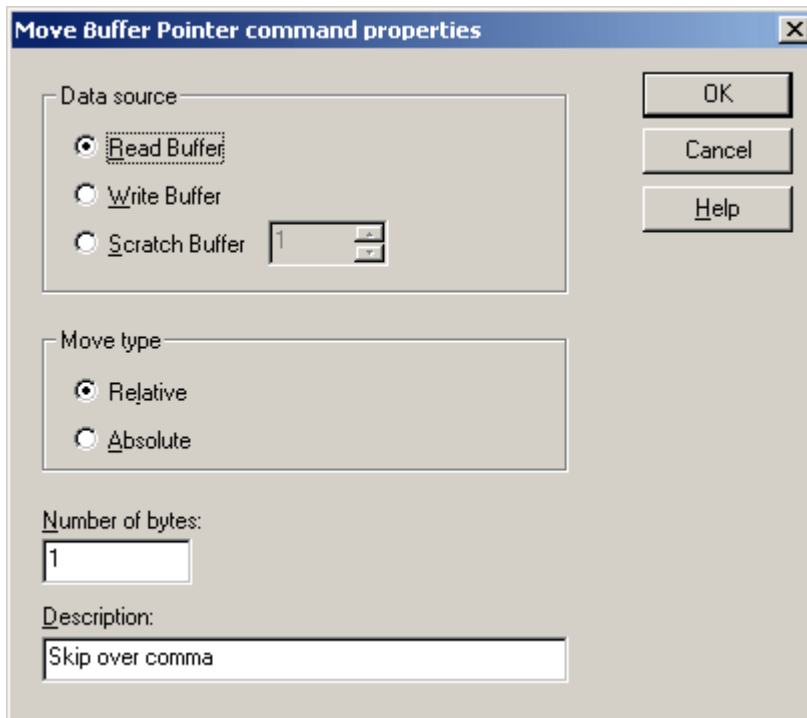 Move Buffer Pointer command properties
Data source
OK
Read Buffer
Cancel
Write Buffer
Help
Scratch Buffer 1
Move type
Relative
Absolute
Number of bytes:
1
Description:
Skip over comma